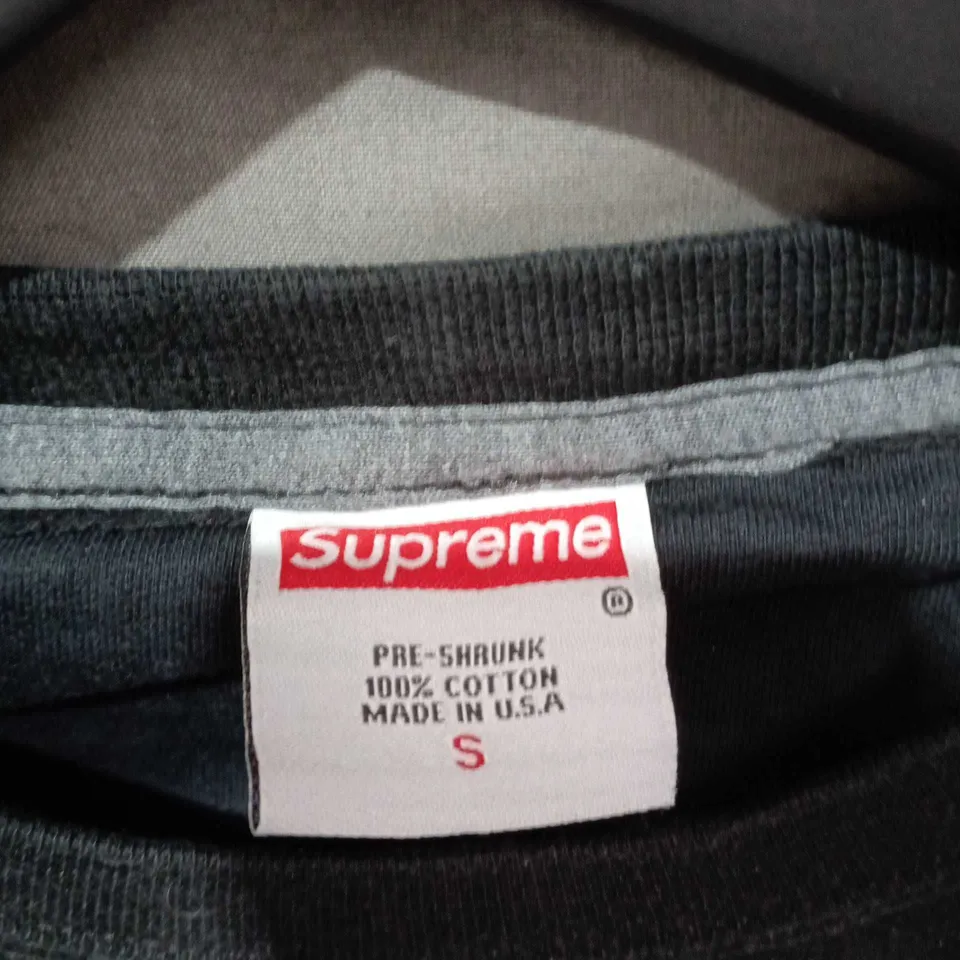 Supreme
®
PRE-SHRUNK
100% COTTON
MADE IN U.S.A
S